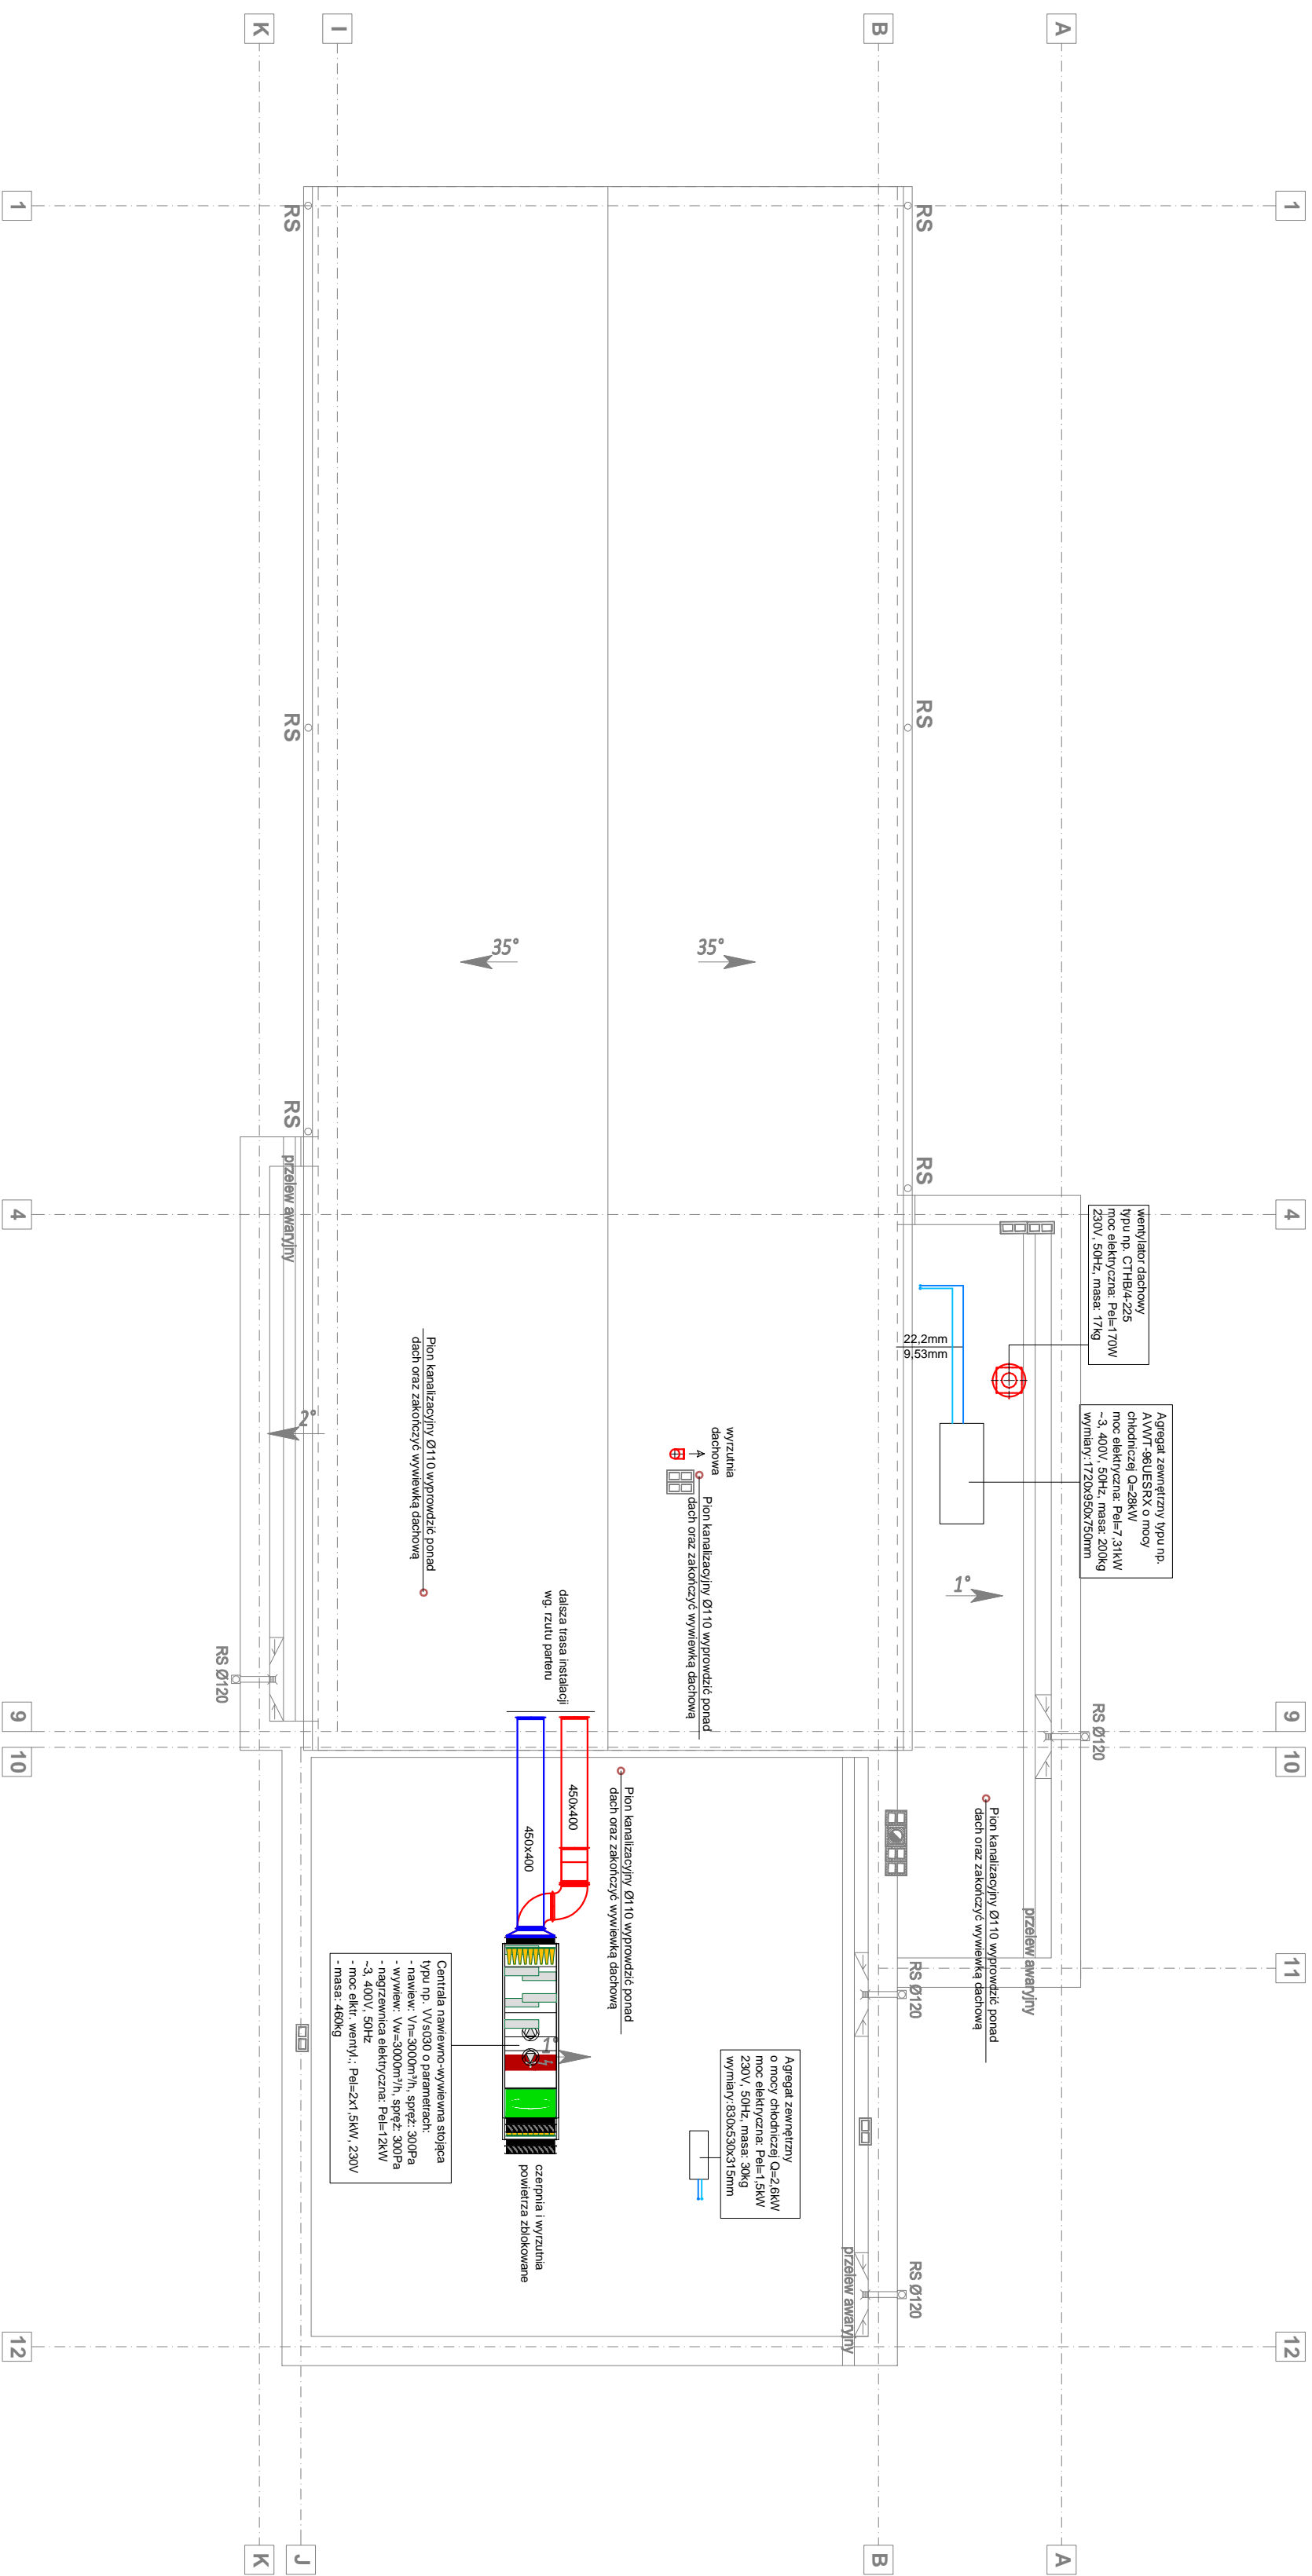 K
I
B
A
1
1
RS
RS
RS
RS
35°
35°
RS
RS
przelew awaryjny
4
4
wentylator dachowy
typu np. CTHB/4-225
moc elektryczna: Pel=170W
230V, 50Hz, masa: 17kg
22,2mm
9,53mm
Agregat zewnętrzny typu np.
AVWT-96UESRX o mocy
chłodniczej Q=28kW
moc elektryczna: Pel=7,31kW
~3, 400V, 50Hz, masa: 200kg
wymiary:1720x950x750mm
Pion kanalizacyjny Ø110 wyprowdzić ponad
dach oraz zakończyć wywiewką dachową
2°
wyrzutnia
dachowa
A
Pion kanalizacyjny Ø110 wyprowdzić ponad
dach oraz zakończyć wywiewką dachową
1°
dalsza trasa instalacji
wg. rzutu parteru
RS Ø120
RS Ø120
9
9
10
10
450x400
450x400
Pion kanalizacyjny Ø110 wyprowdzić ponad
dach oraz zakończyć wywiewką dachową
Pion kanalizacyjny Ø110 wyprowdzić ponad
dach oraz zakończyć wywiewką dachową
przelew awaryjny
11
RS Ø120
Centrala nawiewno-wywiewna stojąca
typu np. VVs030 o parametrach:
- nawiew: Vn=3000m³/h, spręż: 300Pa
- wywiew: Vw=3000m³/h, spręż: 300Pa
- nagrzewnica elektryczna: Pel=12kW
~3, 400V, 50Hz
- moc elktr. wentyl.: Pel=2x1,5kW, 230V
- masa: 460kg
1°
Agregat zewnętrzny
o mocy chłodniczej Q=2,6kW
moc elektryczna: Pel=1,5kW
230V, 50Hz, masa: 30kg
wymiary:830x530x315mm
czerpnia i wyrzutnia
powietrza zblokowane
przelew awaryjny
RS Ø120
12
12
K
J
B
A